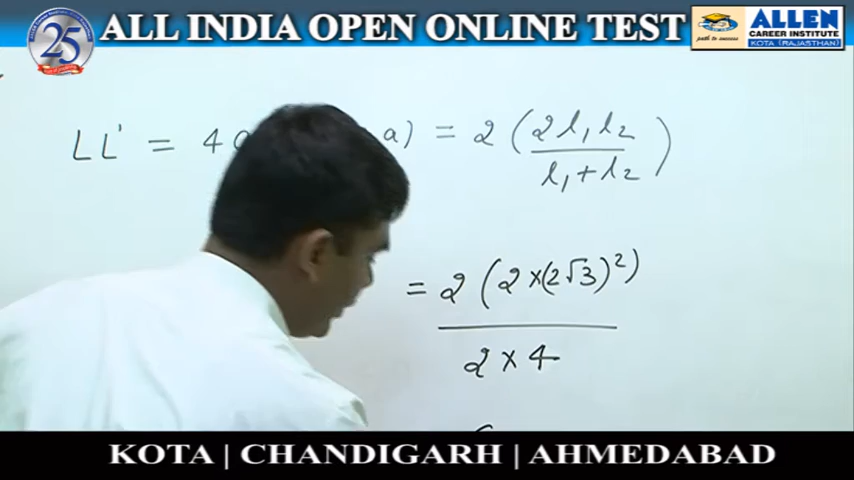 ALL INDIA OPEN ONLINE TEST
25
path to success
ALLEN
CAREER INSTITUTE
KOTA (RAJASTHAN)
LL' = 4a a) = 2 (2l₁l₂ / l₁+l₂)
= 2 (2×(2√3)²)
2 × 4
KOTA | CHANDIGARH | AHMEDABAD